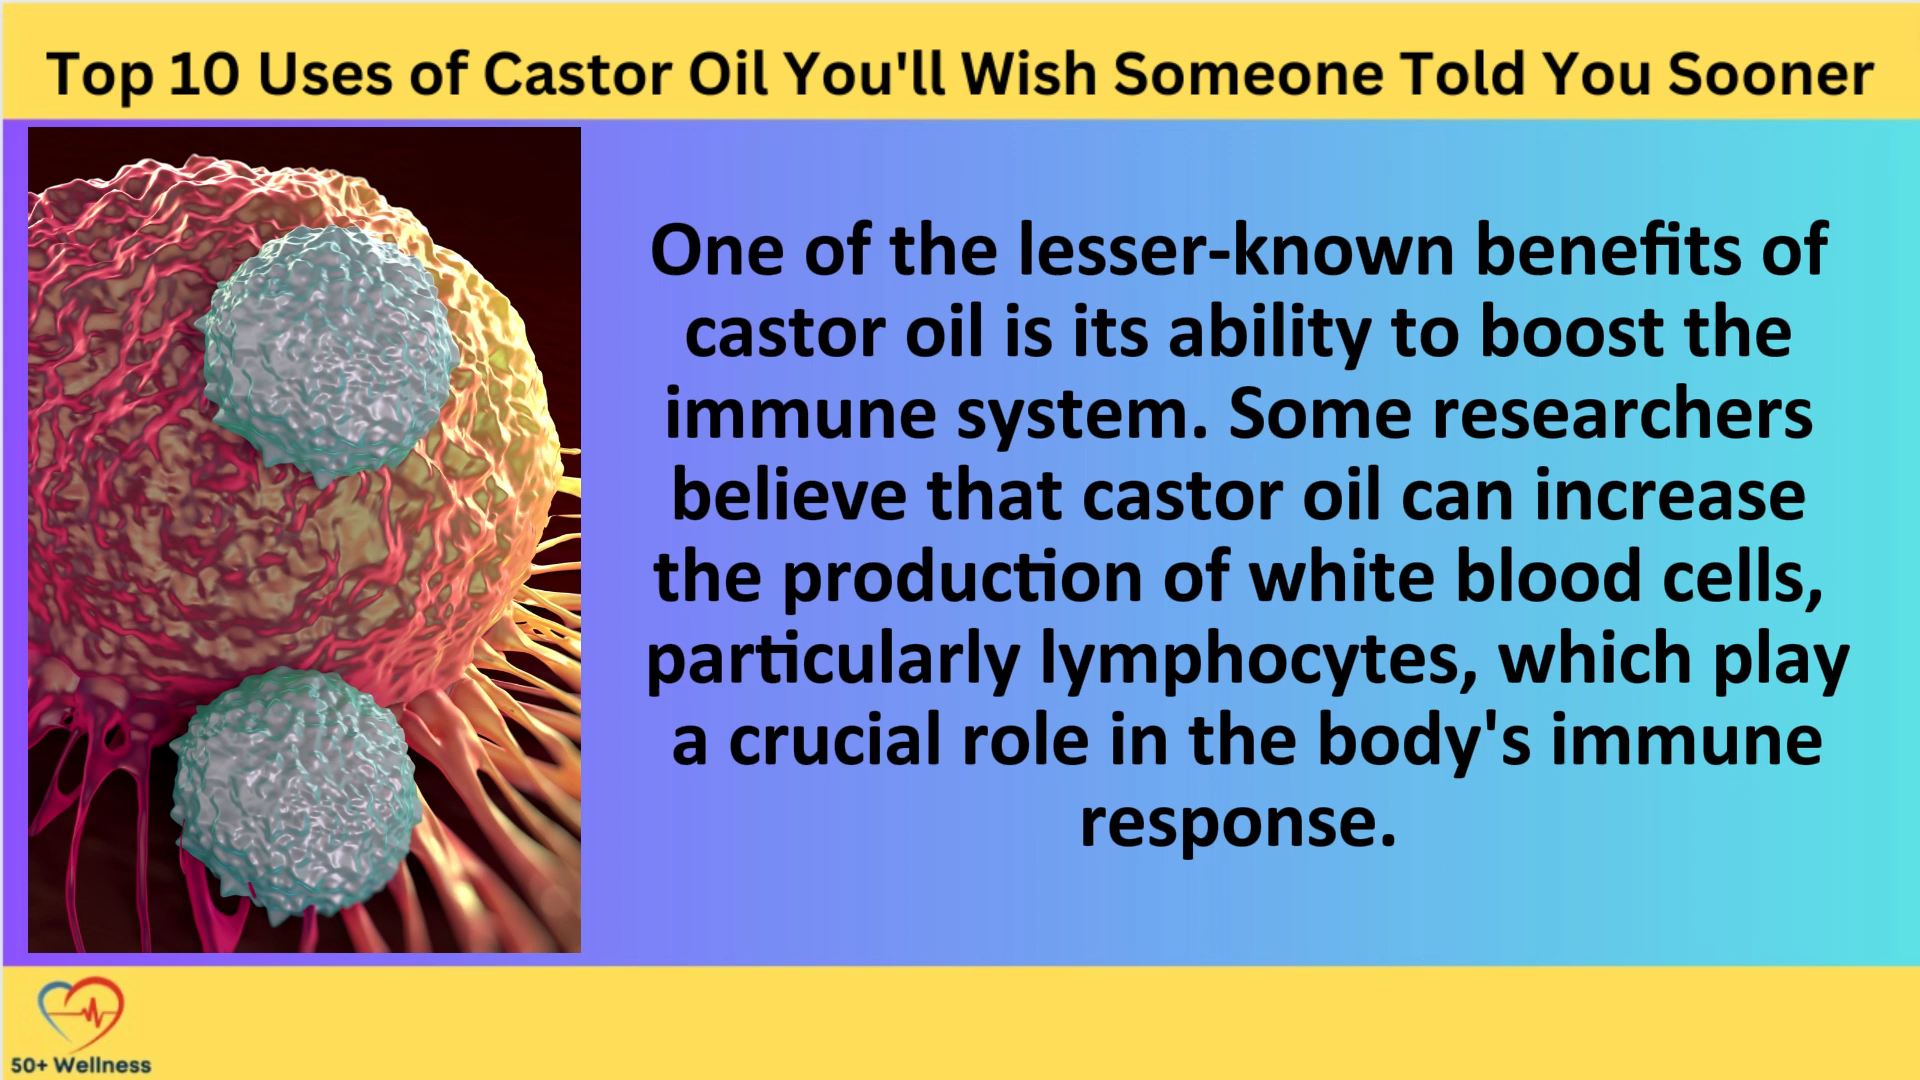 Top 10 Uses of Castor Oil You'll Wish Someone Told You Sooner
One of the lesser-known benefits of
castor oil is its ability to boost the
immune system. Some researchers
believe that castor oil can increase
the production of white blood cells,
particularly lymphocytes, which play
a crucial role in the body's immune
response.
50+ Wellness